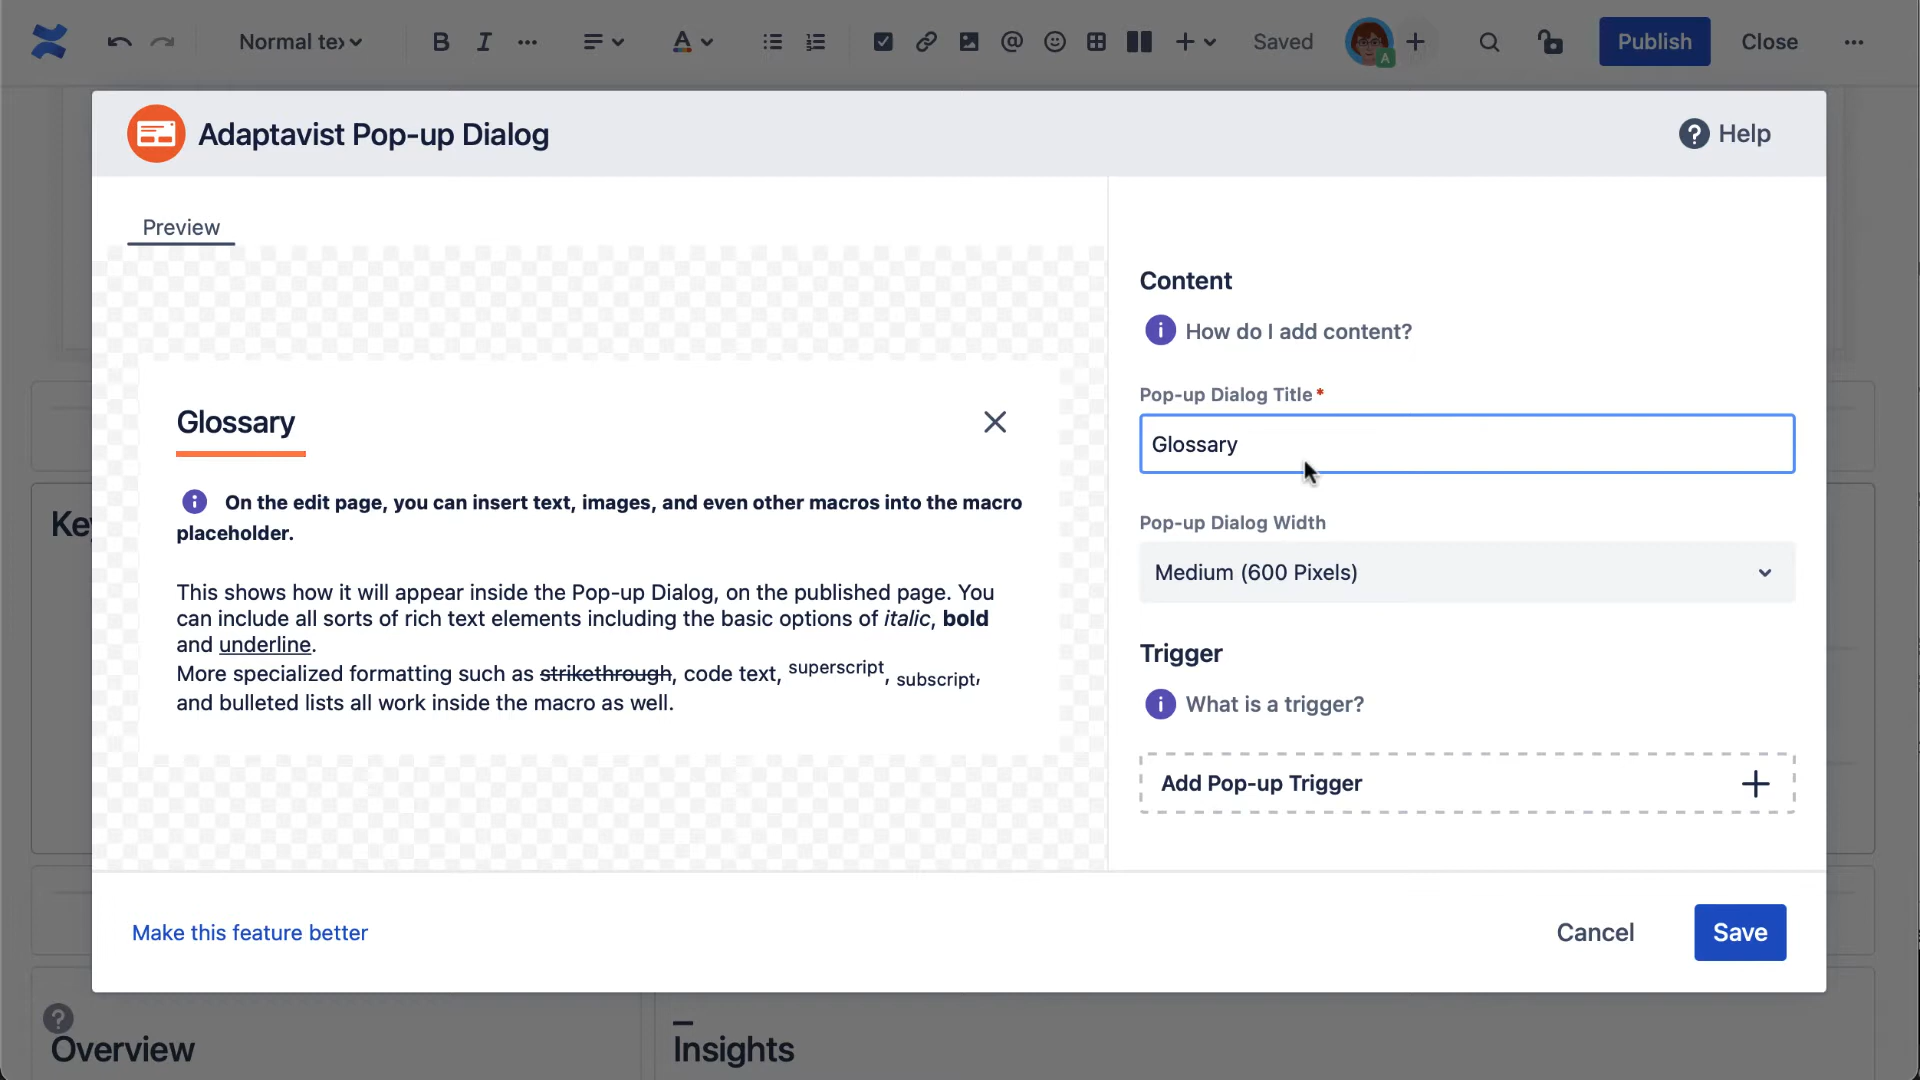 Normal te
B
I
A
Saved
A
Publish
Close
Adaptavist Pop-up Dialog
? Help
Preview
Glossary
On the edit page, you can insert text, images, and even other macros into the macro
placeholder.
This shows how it will appear inside the Pop-up Dialog, on the published page. You
can include all sorts of rich text elements including the basic options of italic, bold
and underline.
More specialized formatting such as strikethrough, code text, superscript, subscript,
and bulleted lists all work inside the macro as well.
Content
How do I add content?
Pop-up Dialog Title*
Glossary
Pop-up Dialog Width
Medium (600 Pixels)
Trigger
What is a trigger?
Add Pop-up Trigger
Make this feature better
Cancel
Save
Key
Overview
Insights